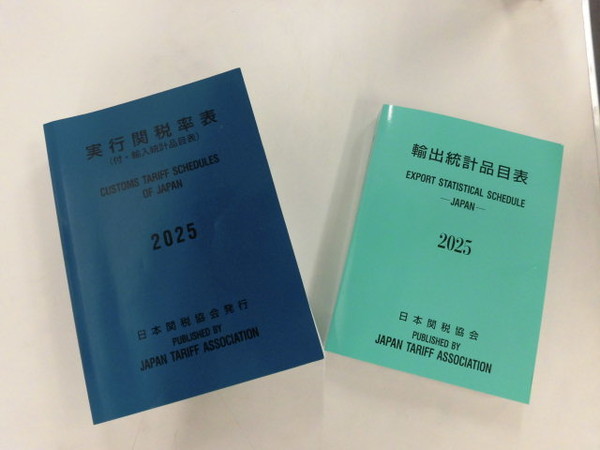 実行関税率表
(付・輸入統計品目表)
CUSTOMS TARIFF SCHEDULES
OF JAPAN
2025
日本関税協会発行
PUBLISHED BY
JAPAN TARIFF ASSOCIATION
輸出統計品目表
EXPORT STATISTICAL SCHEDULE
—JAPAN—
2025
日本関税協会
PUBLISHED BY
JAPAN TARIFF ASSOCIATION